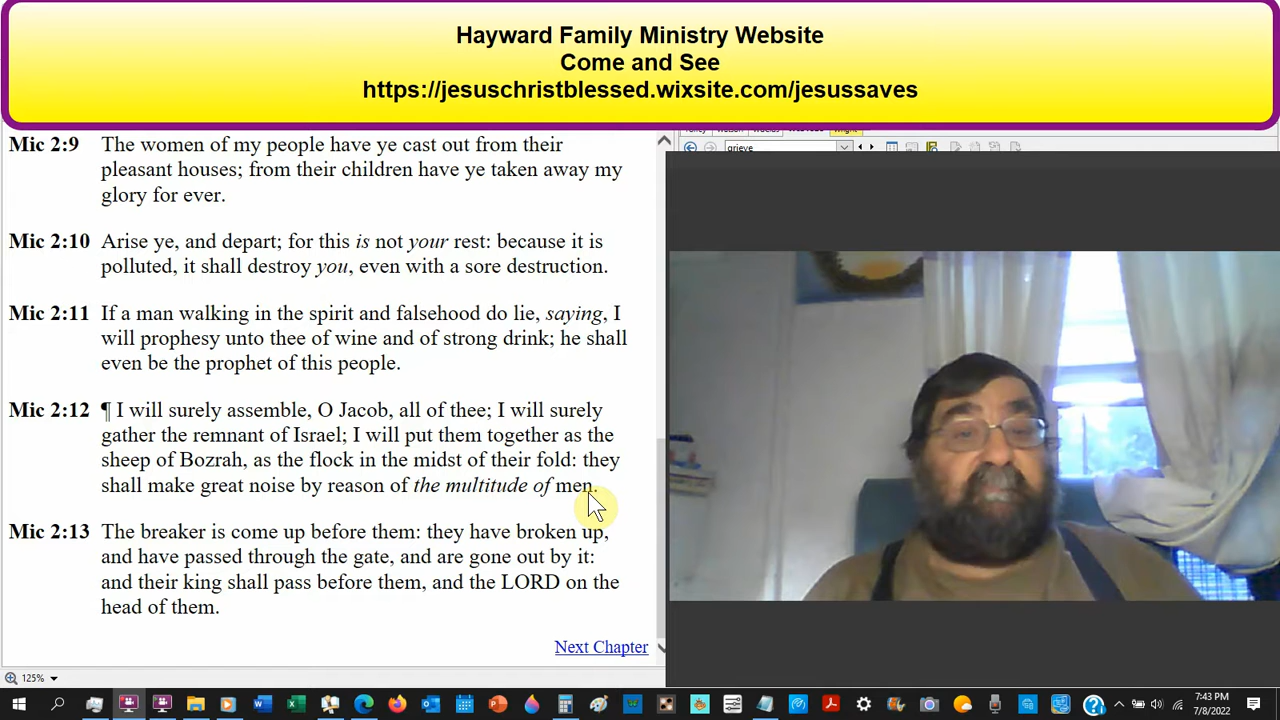 Hayward Family Ministry Website
Come and See
https://jesuschristblessed.wixsite.com/jesussaves
grieve
Mic 2:9 The women of my people have ye cast out from their
pleasant houses; from their children have ye taken away my
glory for ever.
Mic 2:10 Arise ye, and depart; for this is not your rest: because it is
polluted, it shall destroy you, even with a sore destruction.
Mic 2:11 If a man walking in the spirit and falsehood do lie, saying, I
will prophesy unto thee of wine and of strong drink; he shall
even be the prophet of this people.
Mic 2:12 ¶ I will surely assemble, O Jacob, all of thee; I will surely
gather the remnant of Israel; I will put them together as the
sheep of Bozrah, as the flock in the midst of their fold: they
shall make great noise by reason of the multitude of men.
Mic 2:13 The breaker is come up before them: they have broken up,
and have passed through the gate, and are gone out by it:
and their king shall pass before them, and the LORD on the
head of them.
Next Chapter
125%
7:43 PM
7/8/2022